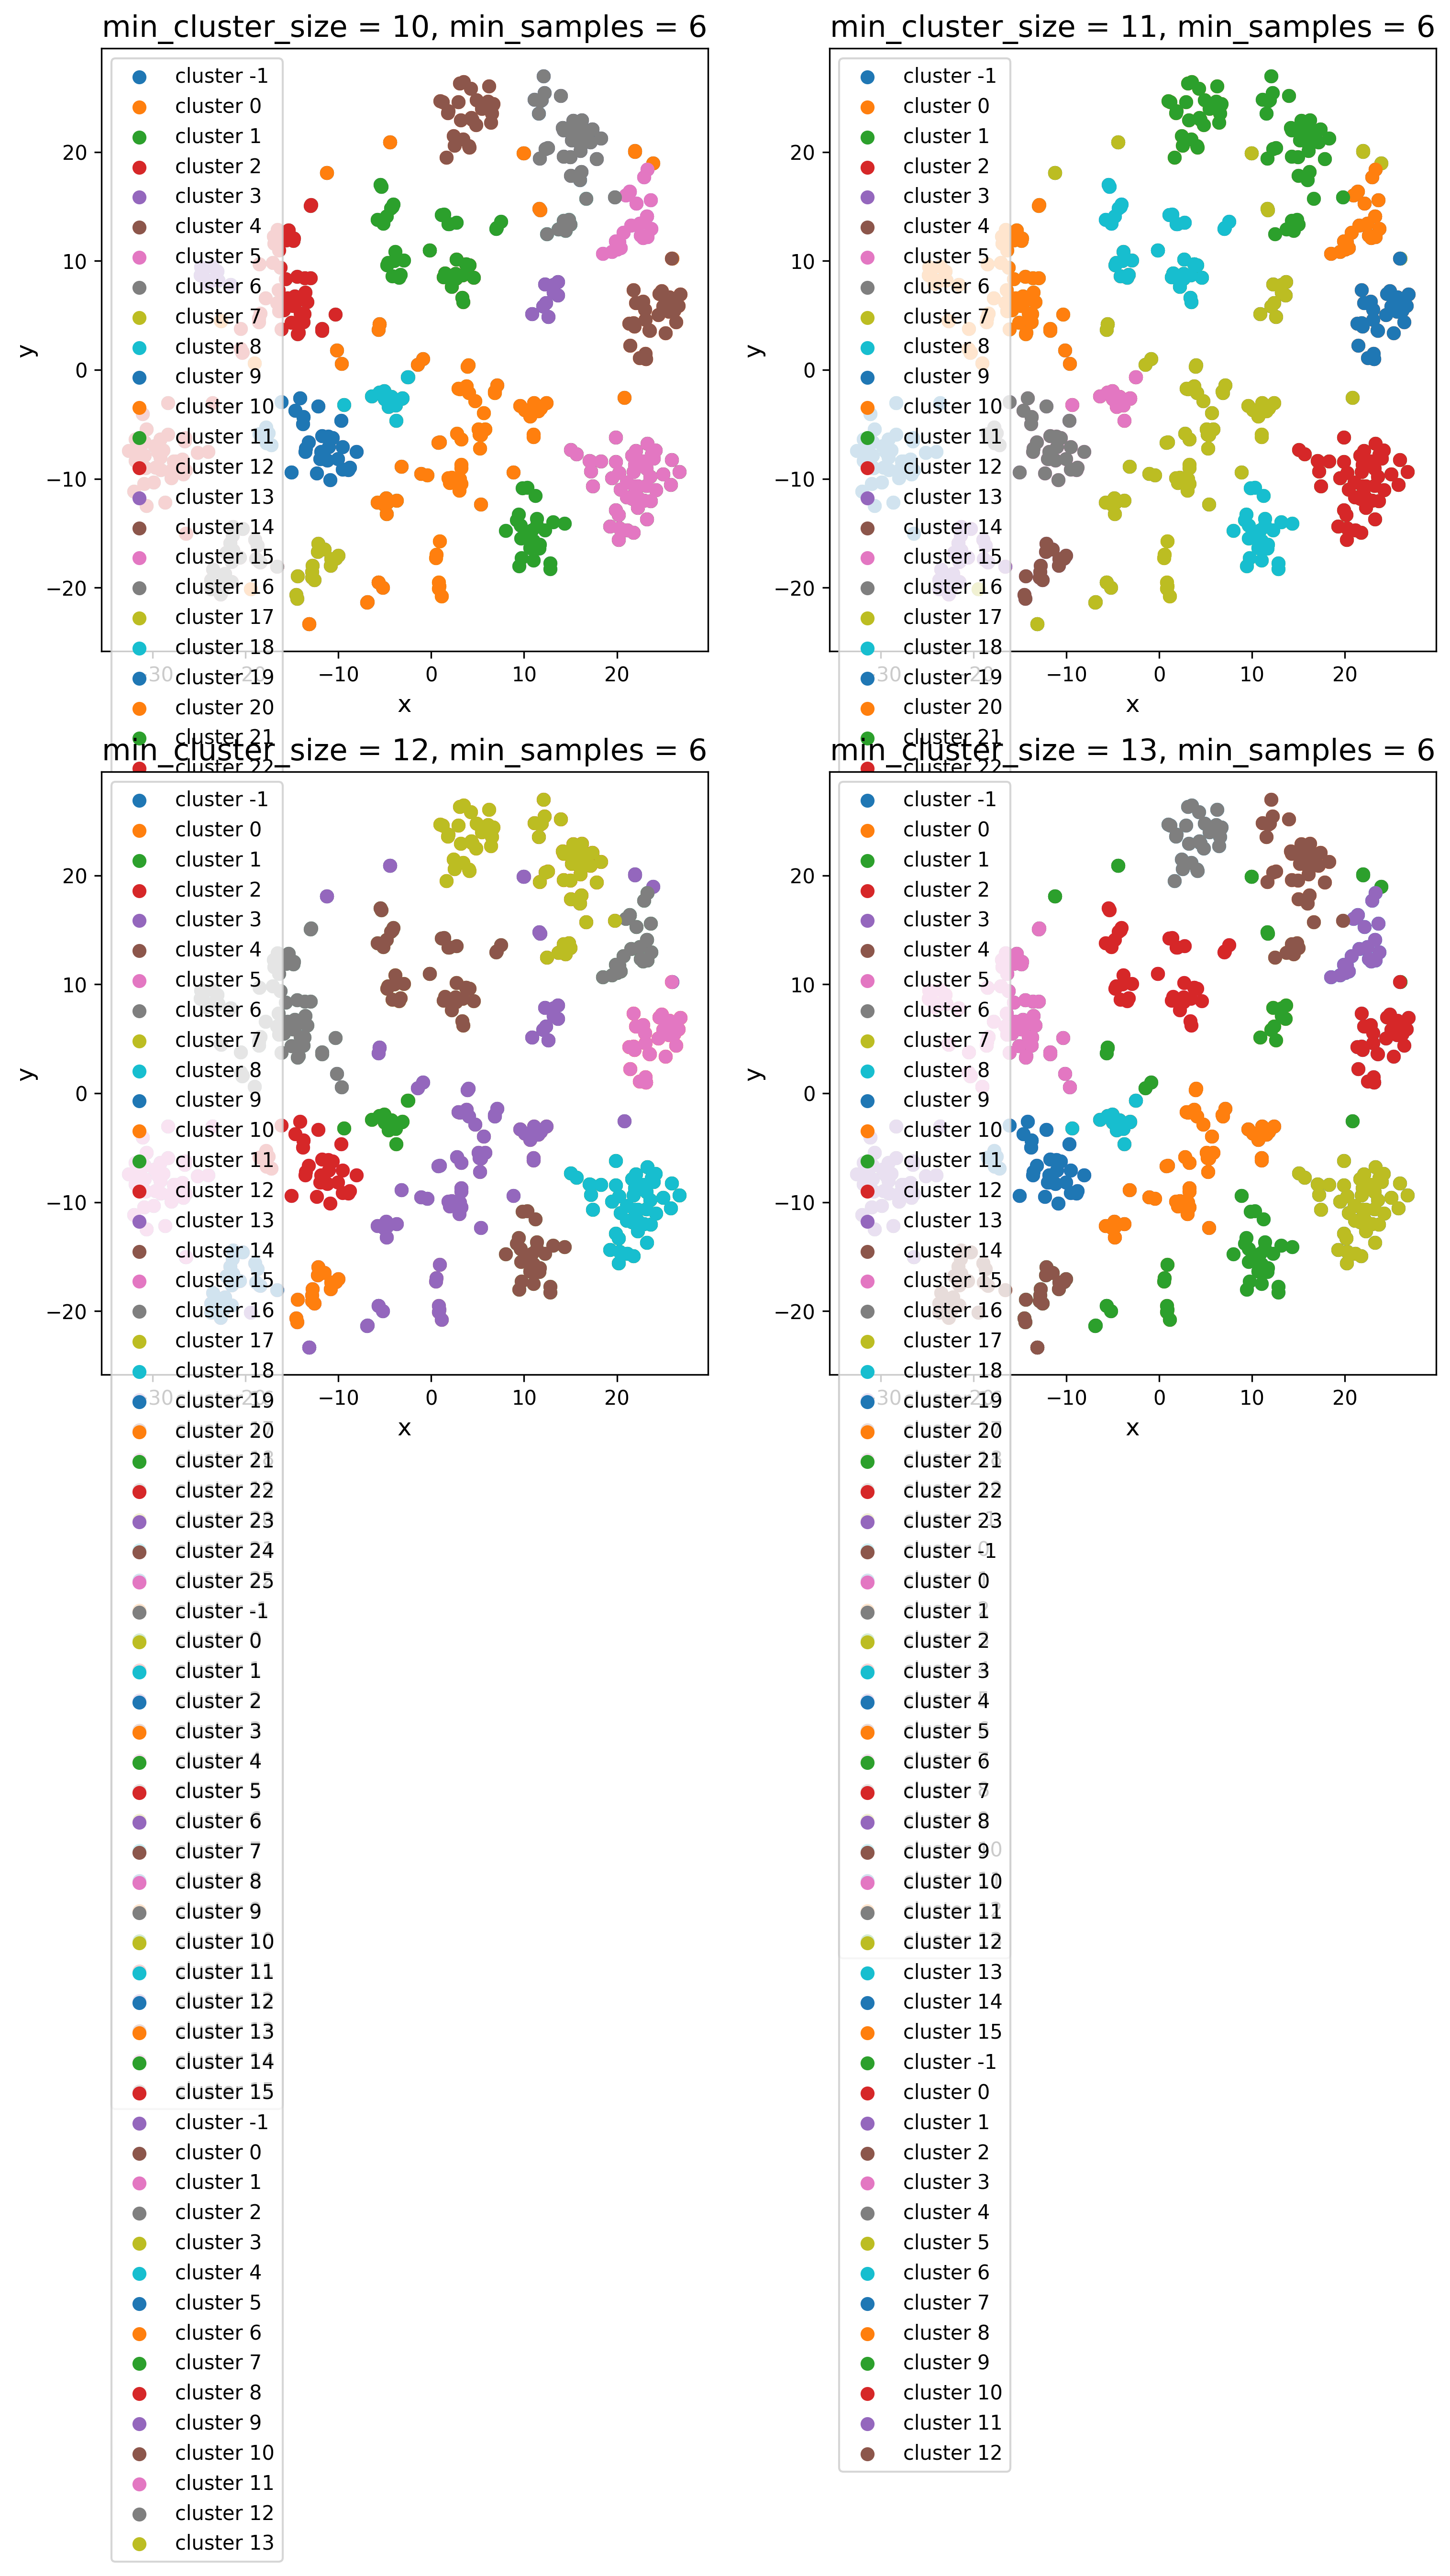 min_cluster_size = 10, min_samples = 6
y
20
10
0
−10
−20
−10
0
10
20
x
cluster -1
cluster 0
cluster 1
cluster 2
cluster 3
cluster 4
cluster 5
cluster 6
cluster 7
cluster 8
cluster 9
cluster 10
cluster 11
cluster 12
cluster 13
cluster 14
cluster 15
cluster 16
cluster 17
cluster 18
cluster 19
cluster 20
cluster 21
cluster 22
min_cluster_size = 11, min_samples = 6
y
20
10
0
−10
−20
−10
0
10
20
x
cluster -1
cluster 0
cluster 1
cluster 2
cluster 3
cluster 4
cluster 5
cluster 6
cluster 7
cluster 8
cluster 9
cluster 10
cluster 11
cluster 12
cluster 13
cluster 14
cluster 15
cluster 16
cluster 17
cluster 18
cluster 19
cluster 20
cluster 21
cluster 22
min_cluster_size = 12, min_samples = 6
y
20
10
0
−10
−20
−10
0
10
20
x
cluster -1
cluster 0
cluster 1
cluster 2
cluster 3
cluster 4
cluster 5
cluster 6
cluster 7
cluster 8
cluster 9
cluster 10
cluster 11
cluster 12
cluster 13
cluster 14
cluster 15
cluster 16
cluster 17
cluster 18
cluster 19
cluster 20
cluster 21
cluster 22
cluster 23
cluster 24
cluster 25
cluster -1
cluster 0
cluster 1
cluster 2
cluster 3
cluster 4
cluster 5
cluster 6
cluster 7
cluster 8
cluster 9
cluster 10
cluster 11
cluster 12
cluster 13
cluster 14
cluster 15
cluster -1
cluster 0
cluster 1
cluster 2
cluster 3
cluster 4
cluster 5
cluster 6
cluster 7
cluster 8
cluster 9
cluster 10
cluster 11
cluster 12
cluster 13
min_cluster_size = 13, min_samples = 6
y
20
10
0
−10
−20
−10
0
10
20
x
cluster -1
cluster 0
cluster 1
cluster 2
cluster 3
cluster 4
cluster 5
cluster 6
cluster 7
cluster 8
cluster 9
cluster 10
cluster 11
cluster 12
cluster 13
cluster 14
cluster 15
cluster 16
cluster 17
cluster 18
cluster 19
cluster 20
cluster 21
cluster 22
cluster 23
cluster -1
cluster 0
cluster 1
cluster 2
cluster 3
cluster 4
cluster 5
cluster 6
cluster 7
cluster 8
cluster 9
cluster 10
cluster 11
cluster 12
cluster 13
cluster 14
cluster 15
cluster -1
cluster 0
cluster 1
cluster 2
cluster 3
cluster 4
cluster 5
cluster 6
cluster 7
cluster 8
cluster 9
cluster 10
cluster 11
cluster 12